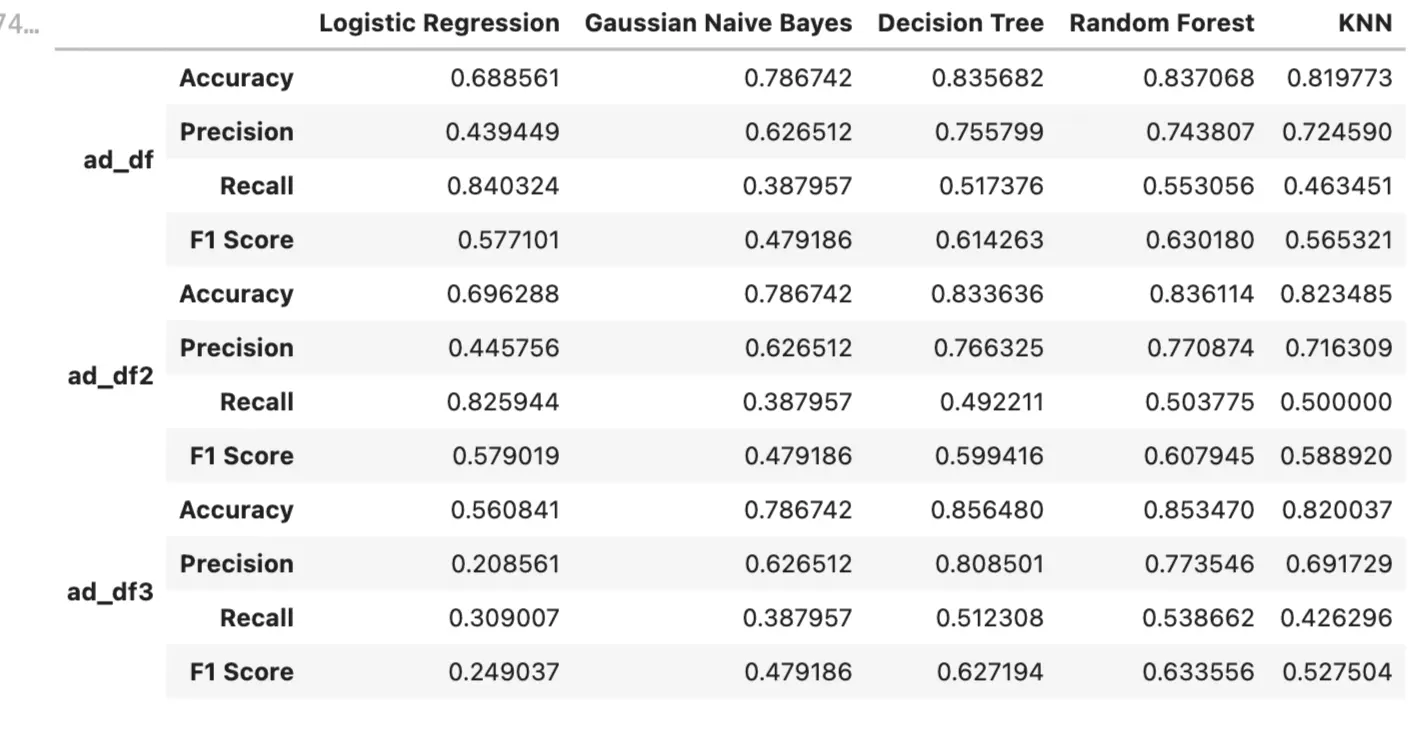 74... Logistic Regression Gaussian Naive Bayes Decision Tree Random Forest KNN
Accuracy 0.688561 0.786742 0.835682 0.837068 0.819773
Precision 0.439449 0.626512 0.755799 0.743807 0.724590
ad_df
Recall 0.840324 0.387957 0.517376 0.553056 0.463451
F1 Score 0.577101 0.479186 0.614263 0.630180 0.565321
Accuracy 0.696288 0.786742 0.833636 0.836114 0.823485
Precision 0.445756 0.626512 0.766325 0.770874 0.716309
ad_df2
Recall 0.825944 0.387957 0.492211 0.503775 0.500000
F1 Score 0.579019 0.479186 0.599416 0.607945 0.588920
Accuracy 0.560841 0.786742 0.856480 0.853470 0.820037
Precision 0.208561 0.626512 0.808501 0.773546 0.691729
ad_df3
Recall 0.309007 0.387957 0.512308 0.538662 0.426296
F1 Score 0.249037 0.479186 0.627194 0.633556 0.527504